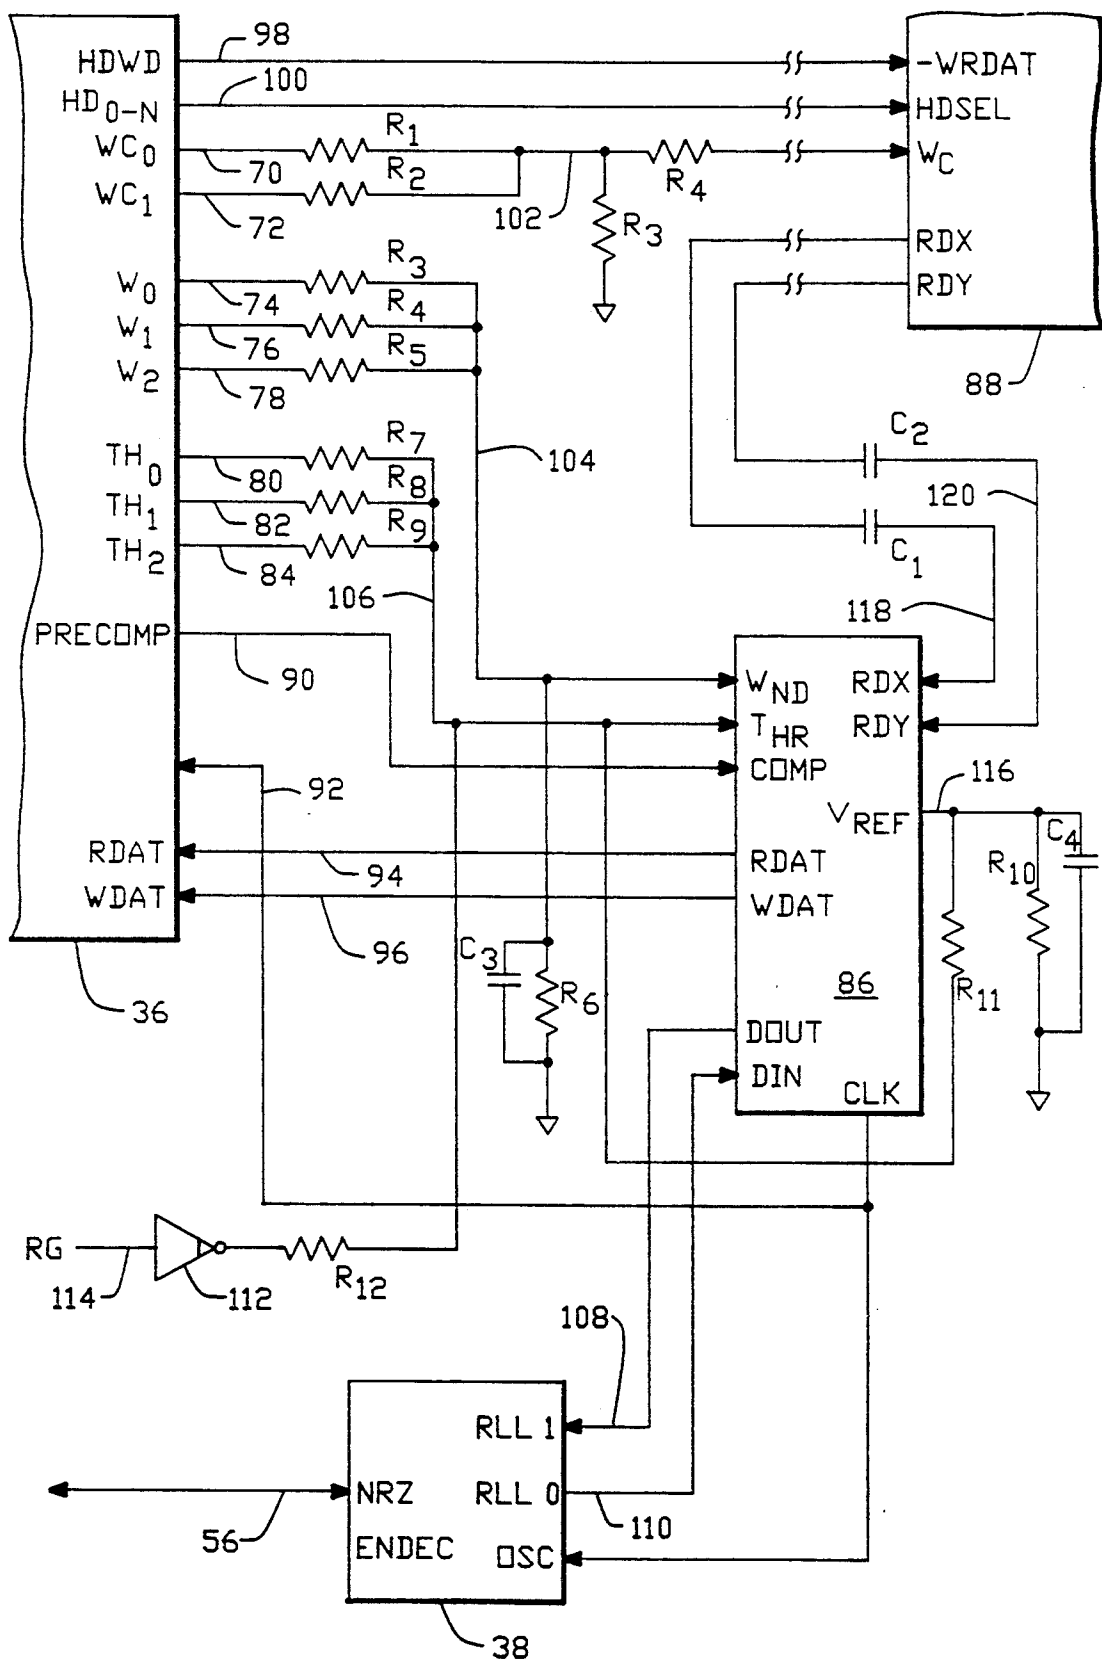 HDWD
98
-WRDAT
HD0-N
100
HDSEL
WC0
70
R1
WC
WC1
72
R2
102
R4
R3
RDX
RDY
W0
74
R3
W1
76
R4
W2
78
R5
88
TH0
80
R7
104
C2
TH1
82
R8
120
TH2
84
R9
C1
106
118
PRECOMP
90
WND
RDX
THR
RDY
COMP
92
116
VREF
C4
RDAT
94
RDAT
R10
WDAT
96
WDAT
C3
R6
86
R11
36
DOUT
DIN
CLK
RG
114
112
R12
108
RLL 1
NRZ
RLL 0
56
110
ENDEC
OSC
38